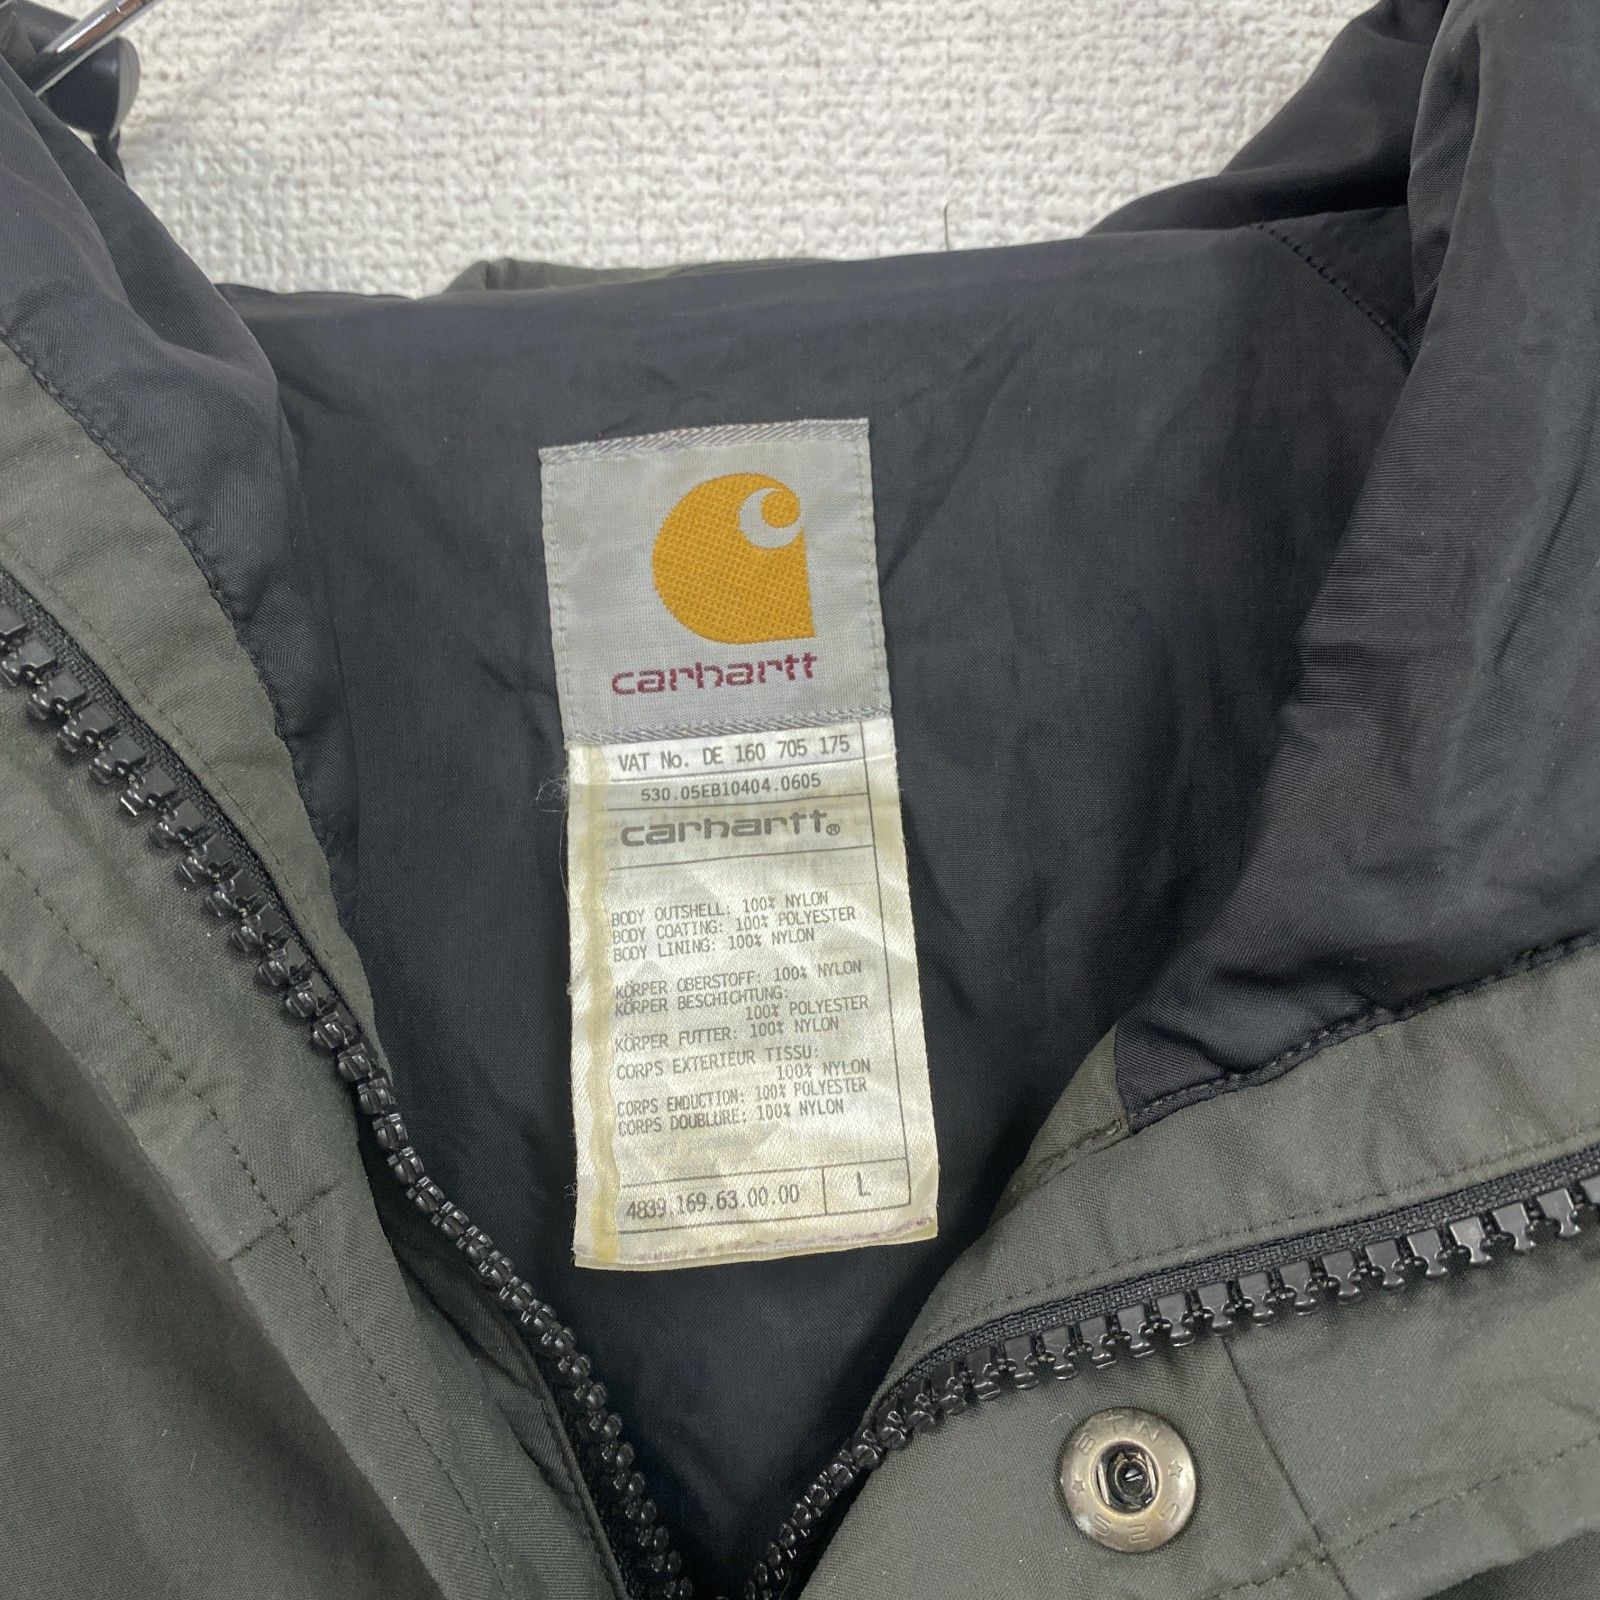 carhartt
VAT No. DE 160 705 175
530.05EB10404.0605
carhartt®
BODY OUTSHELL: 100% NYLON
BODY COATING: 100% POLYESTER
BODY LINING: 100% NYLON
KÖRPER OBERSTOFF: 100% NYLON
KÖRPER BESCHICHTUNG:
100% POLYESTER
KÖRPER FUTTER: 100% NYLON
CORPS EXTERIEUR TISSU:
100% NYLON
CORPS ENDUCTION: 100% POLYESTER
CORPS DOUBLURE: 100% NYLON
4839.169.63.00.00 L
BTN